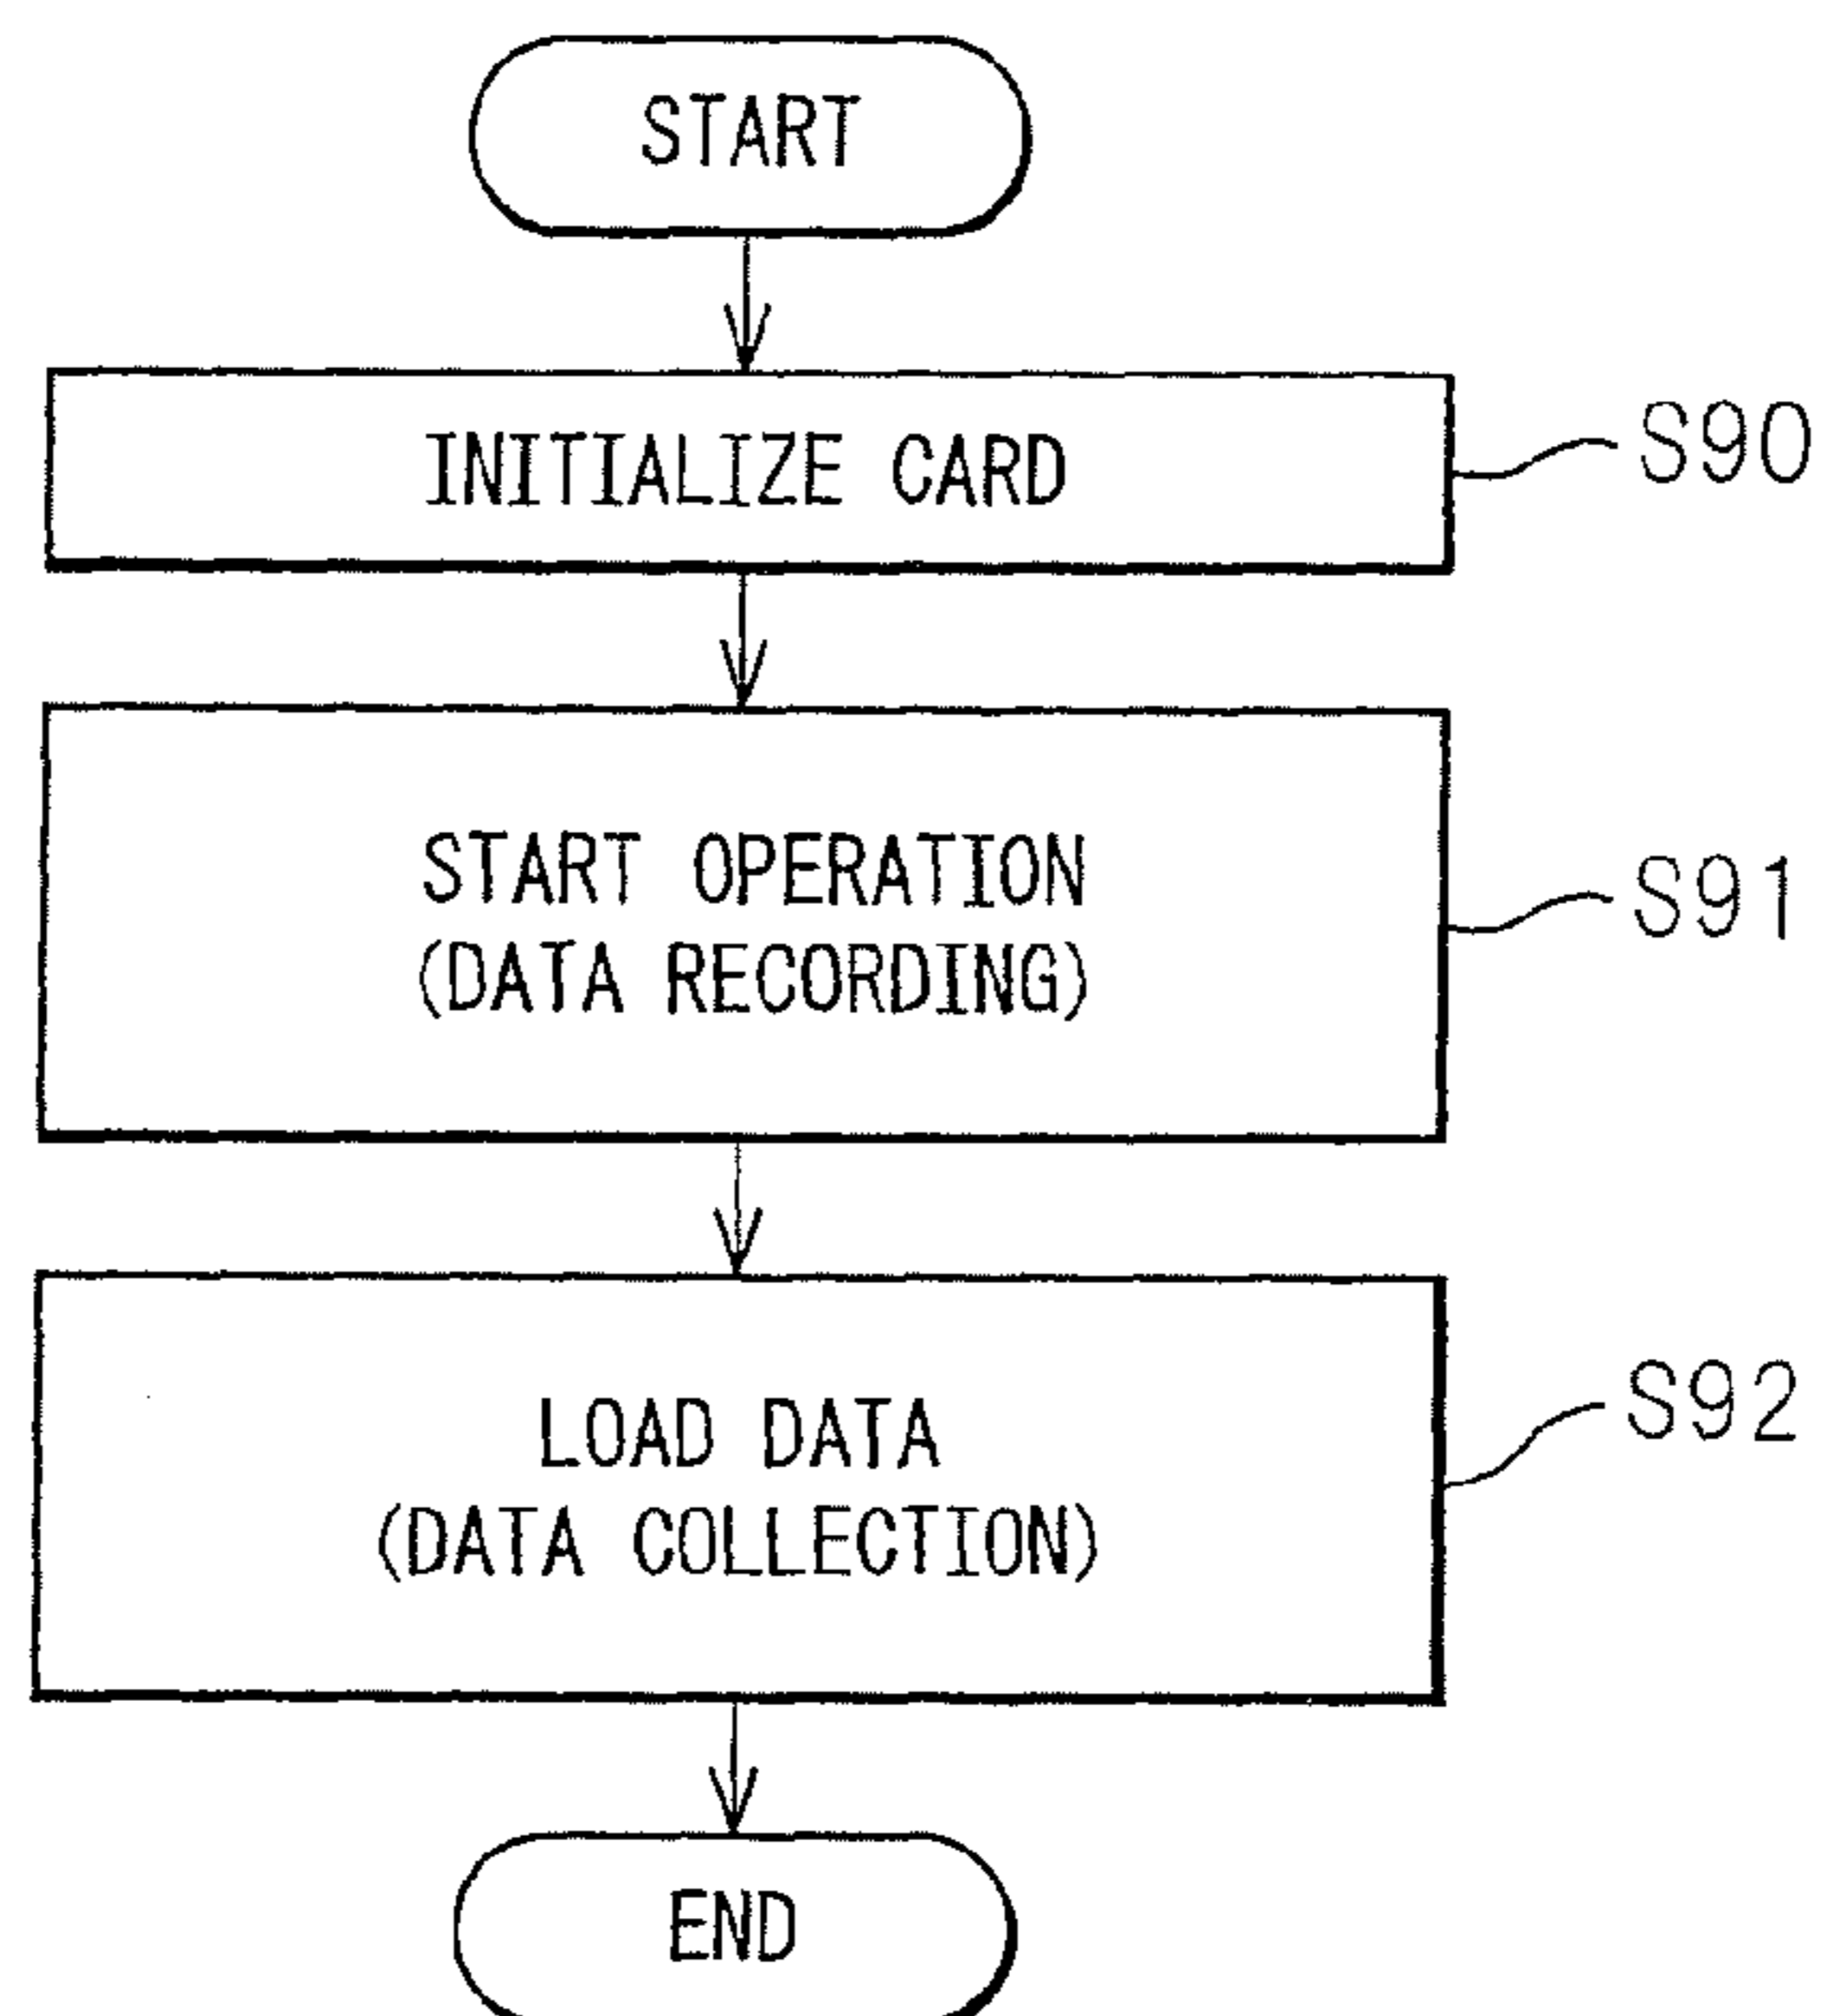 START
INITIALIZE CARD
S90
START OPERATION
(DATA RECORDING)
S91
LOAD DATA
(DATA COLLECTION)
S92
END